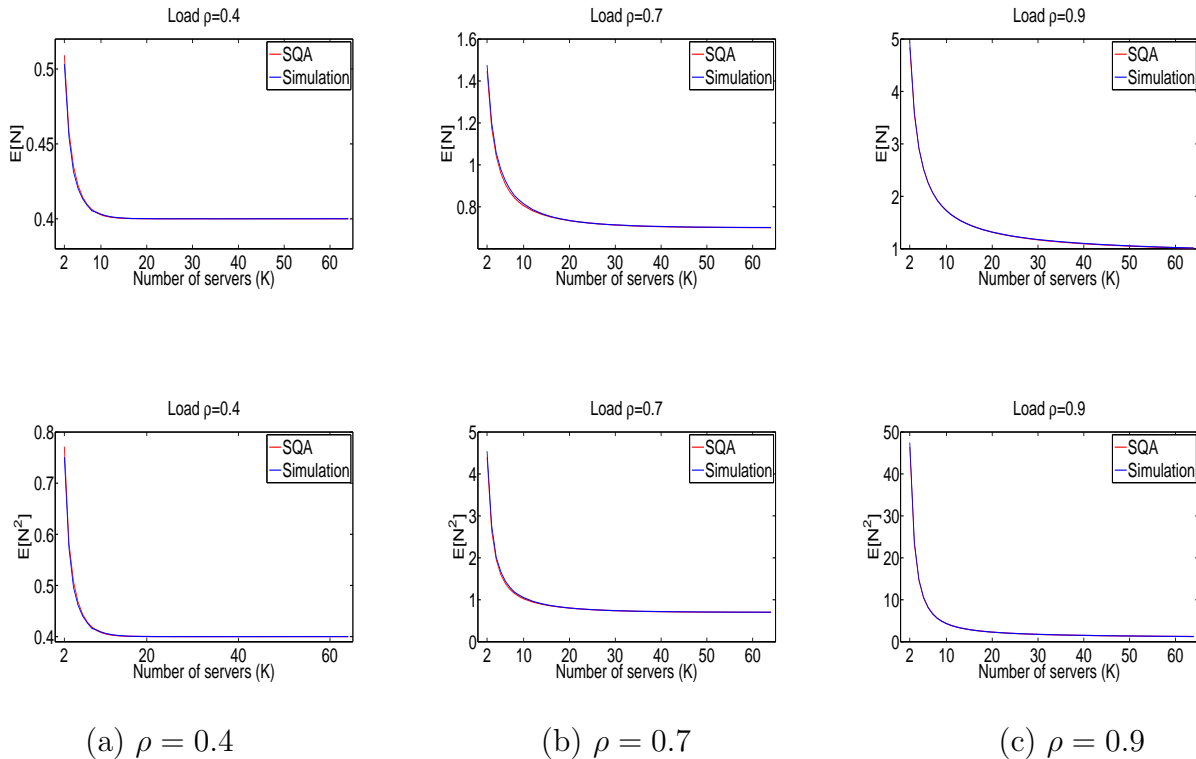 Load ρ=0.4
E[N]
0.5
0.45
0.4
SQA
Simulation
2 10 20 30 40 50 60
Number of servers (K)
Load ρ=0.7
E[N]
1.6
1.4
1.2
1
0.8
SQA
Simulation
2 10 20 30 40 50 60
Number of servers (K)
Load ρ=0.9
E[N]
5
4
3
2
1
SQA
Simulation
2 10 20 30 40 50 60
Number of servers (K)
Load ρ=0.4
E[N²]
0.8
0.7
0.6
0.5
0.4
SQA
Simulation
2 10 20 40 60
Number of servers (K)
Load ρ=0.7
E[N²]
5
4
3
2
1
0
SQA
Simulation
2 10 20 30 40 50 60
Number of servers (K)
Load ρ=0.9
E[N²]
50
40
30
20
10
0
SQA
Simulation
2 10 20 30 40 50 60
Number of servers (K)
(a) ρ = 0.4
(b) ρ = 0.7
(c) ρ = 0.9